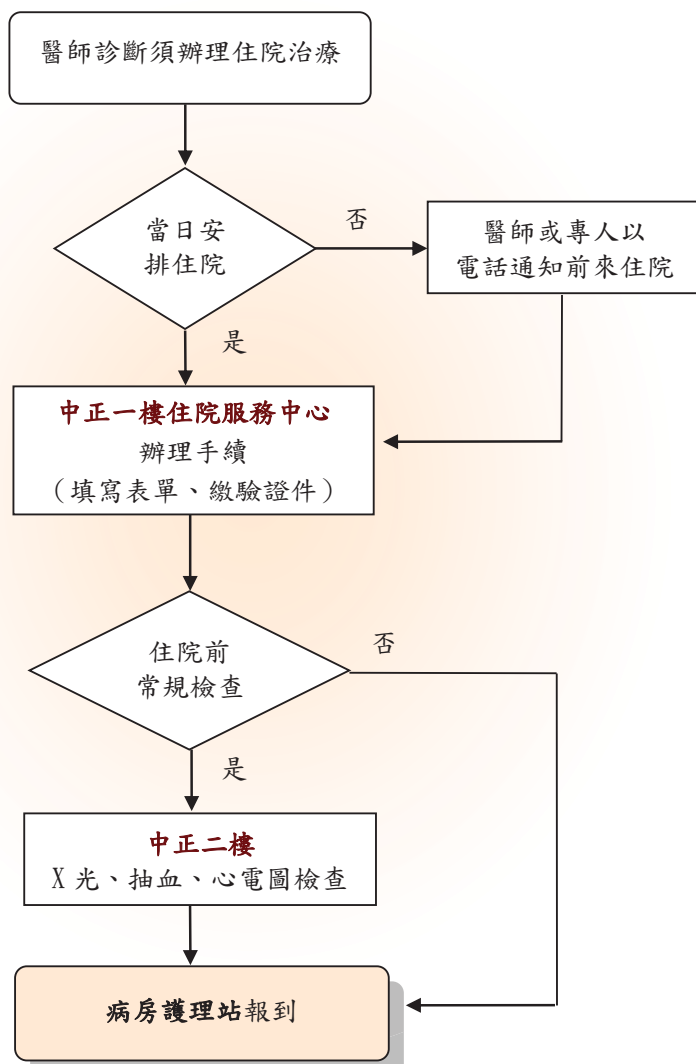 醫師診斷須辦理住院治療
當日安
排住院
否
醫師或專人以
電話通知前來住院
是
中正一樓住院服務中心
辦理手續
（填寫表單、繳驗證件）
住院前
常規檢查
否
是
中正二樓
X 光、抽血、心電圖檢查
病房護理站報到